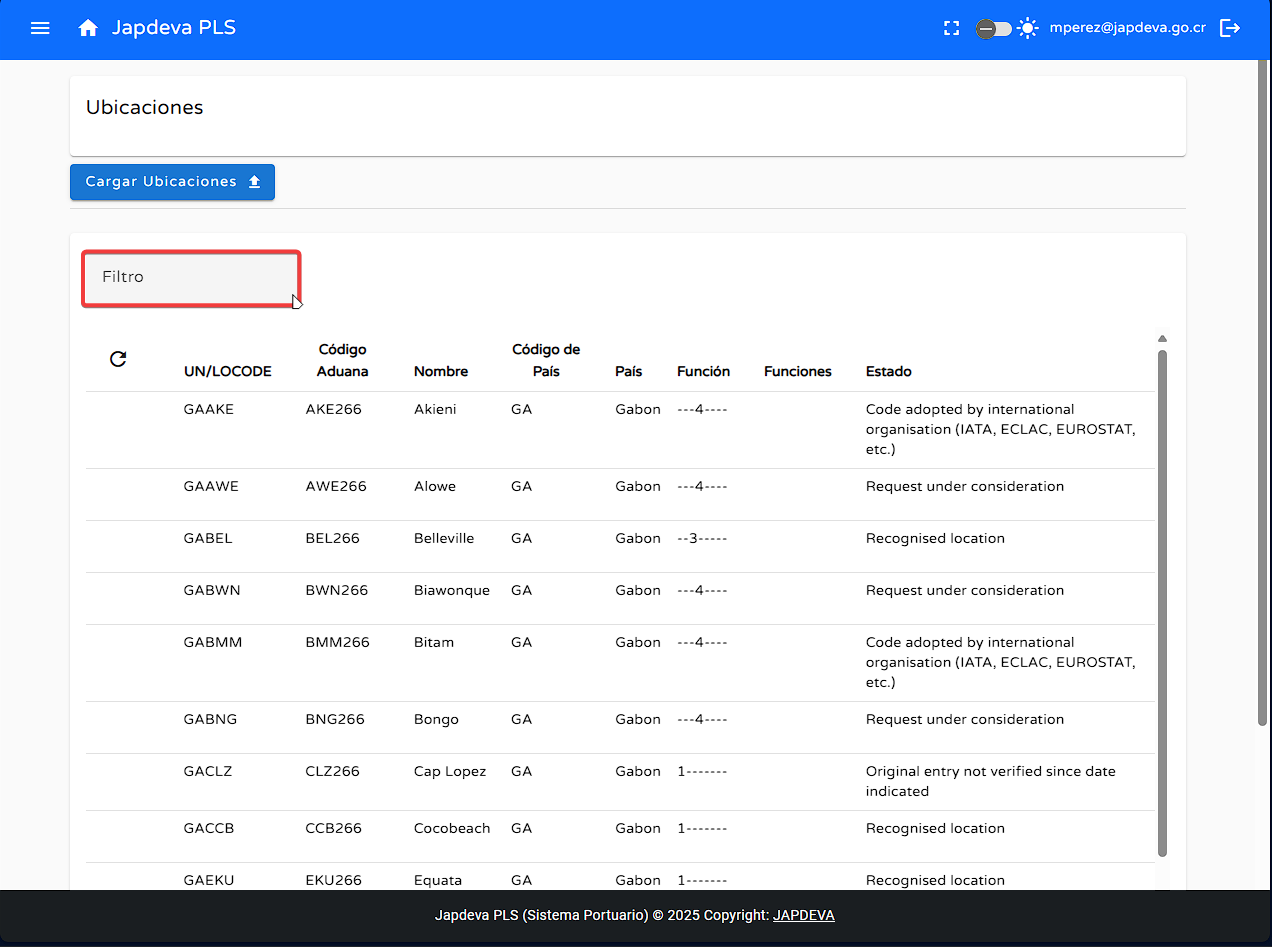 Japdeva PLS
mperez@japdeva.go.cr
Ubicaciones
Cargar Ubicaciones
Filtro
UN/LOCODE Código Aduana Nombre Código de País País Función Funciones Estado
GAAKE AKE266 Akieni GA Gabon ---4---- Code adopted by international
organisation (IATA, ECLAC, EUROSTAT,
etc.)
GAAWE AWE266 Alowe GA Gabon ---4---- Request under consideration
GABEL BEL266 Belleville GA Gabon --3----- Recognised location
GABWN BWN266 Biawonque GA Gabon ---4---- Request under consideration
GABMM BMM266 Bitam GA Gabon ---4---- Code adopted by international
organisation (IATA, ECLAC, EUROSTAT,
etc.)
GABNG BNG266 Bongo GA Gabon ---4---- Request under consideration
GACLZ CLZ266 Cap Lopez GA Gabon 1------- Original entry not verified since date
indicated
GACCB CCB266 Cocobeach GA Gabon 1------- Recognised location
GAEKU EKU266 Equata GA Gabon 1------- Recognised location
Japdeva PLS (Sistema Portuario) © 2025 Copyright: JAPDEVA